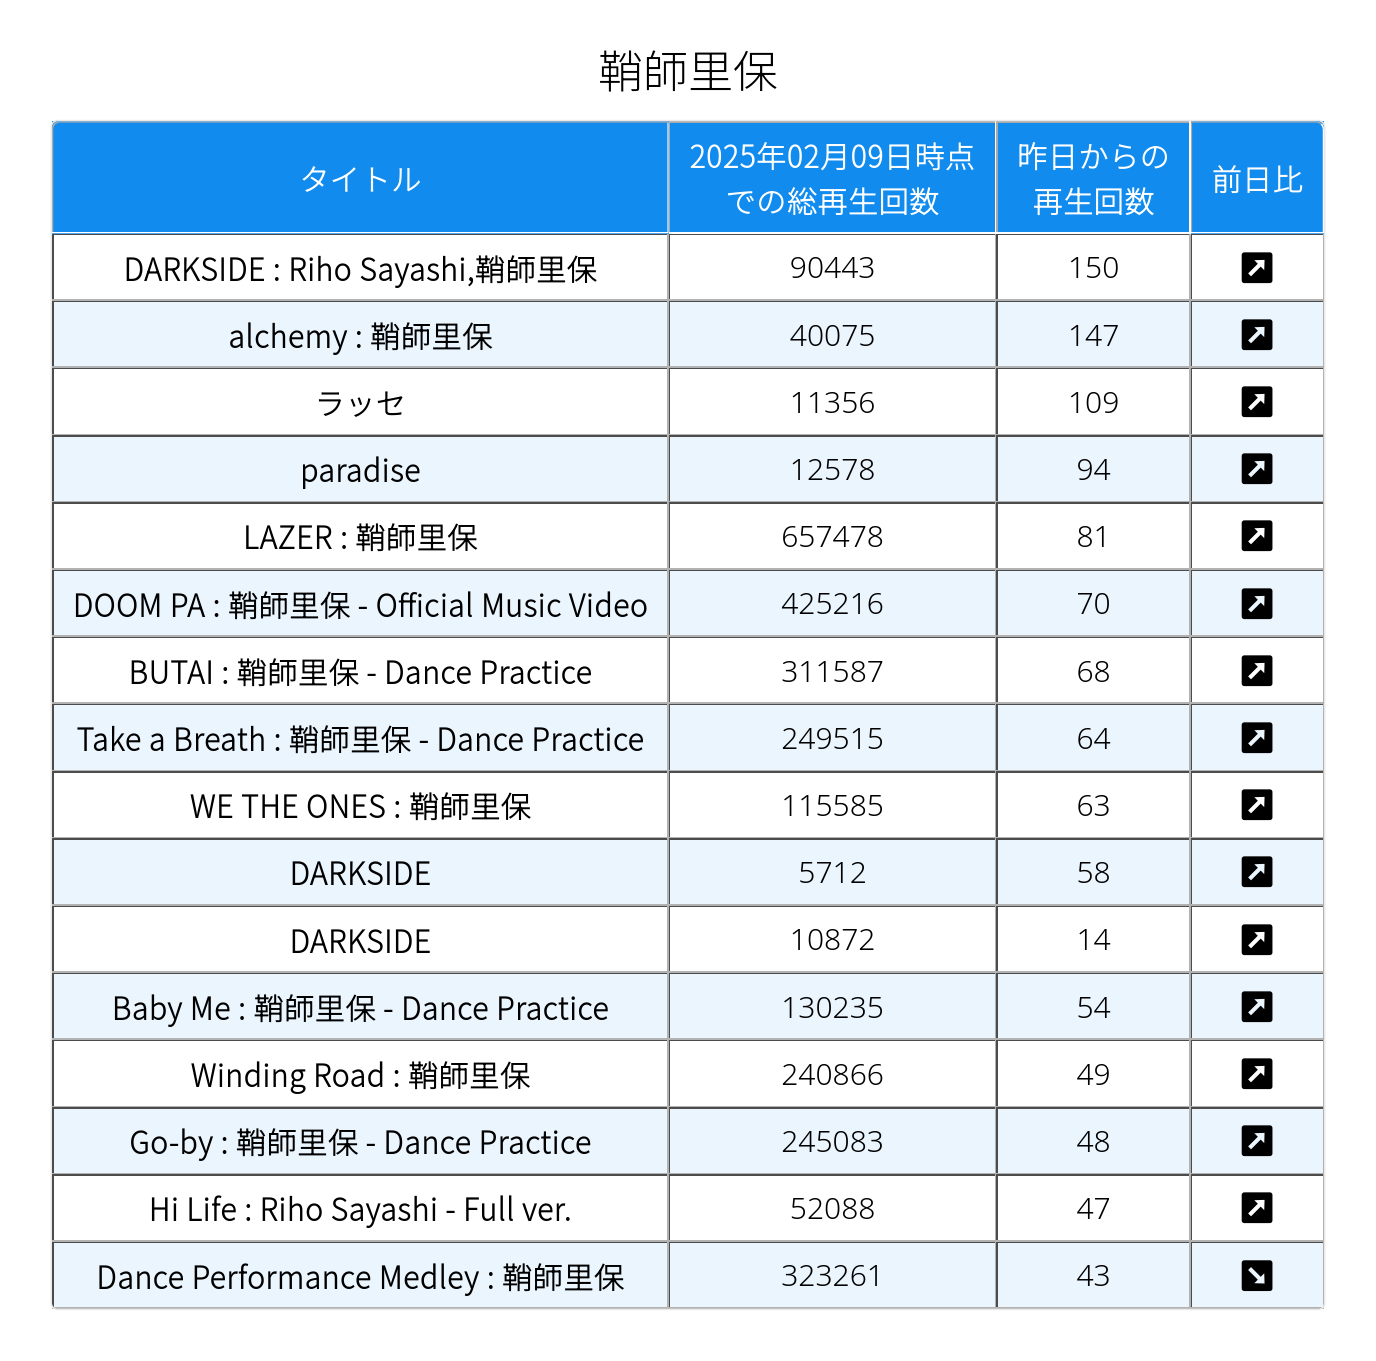 鞘師里保
タイトル 2025年02月09日時点での総再生回数 昨日からの再生回数 前日比
DARKSIDE : Riho Sayashi,鞘師里保 90443 150
alchemy : 鞘師里保 40075 147
ラッセ 11356 109
paradise 12578 94
LAZER : 鞘師里保 657478 81
DOOM PA : 鞘師里保 - Official Music Video 425216 70
BUTAI : 鞘師里保 - Dance Practice 311587 68
Take a Breath : 鞘師里保 - Dance Practice 249515 64
WE THE ONES : 鞘師里保 115585 63
DARKSIDE 5712 58
DARKSIDE 10872 14
Baby Me : 鞘師里保 - Dance Practice 130235 54
Winding Road : 鞘師里保 240866 49
Go-by : 鞘師里保 - Dance Practice 245083 48
Hi Life : Riho Sayashi - Full ver. 52088 47
Dance Performance Medley : 鞘師里保 323261 43